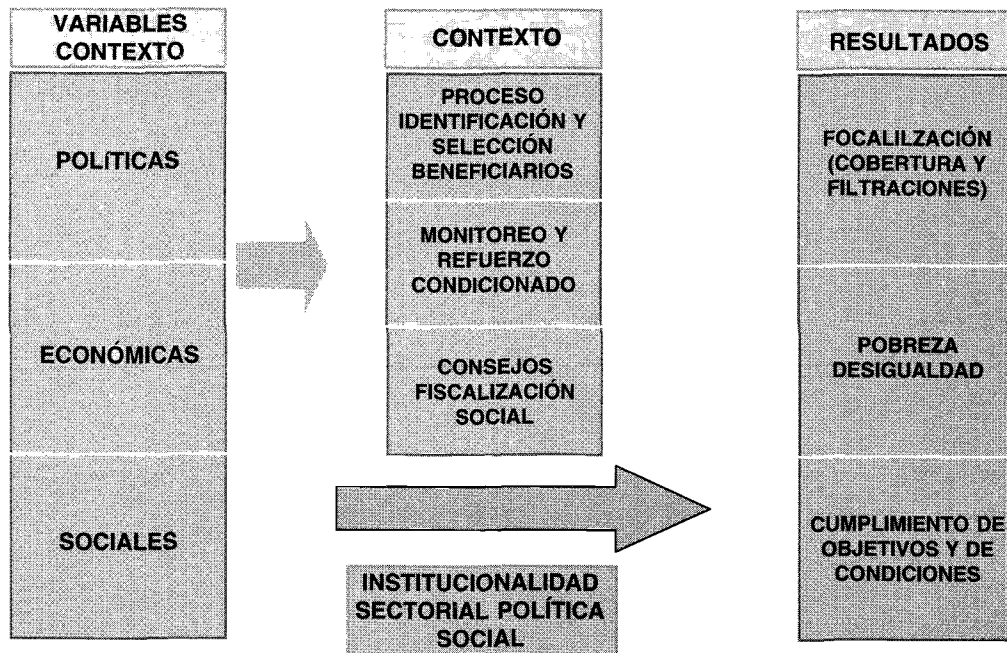 VARIABLES
CONTEXTO
POLÍTICAS
ECONÓMICAS
SOCIALES
CONTEXTO
PROCESO
IDENTIFICACIÓN Y
SELECCIÓN
BENEFICIARIOS
MONITOREO Y
REFUERZO
CONDICIONADO
CONSEJOS
FISCALIZACIÓN
SOCIAL
INSTITUCIONALIDAD
SECTORIAL POLÍTICA
SOCIAL
RESULTADOS
FOCALILZACIÓN
(COBERTURA Y
FILTRACIONES)
POBREZA
DESIGUALDAD
CUMPLIMIENTO DE
OBJETIVOS Y DE
CONDICIONES